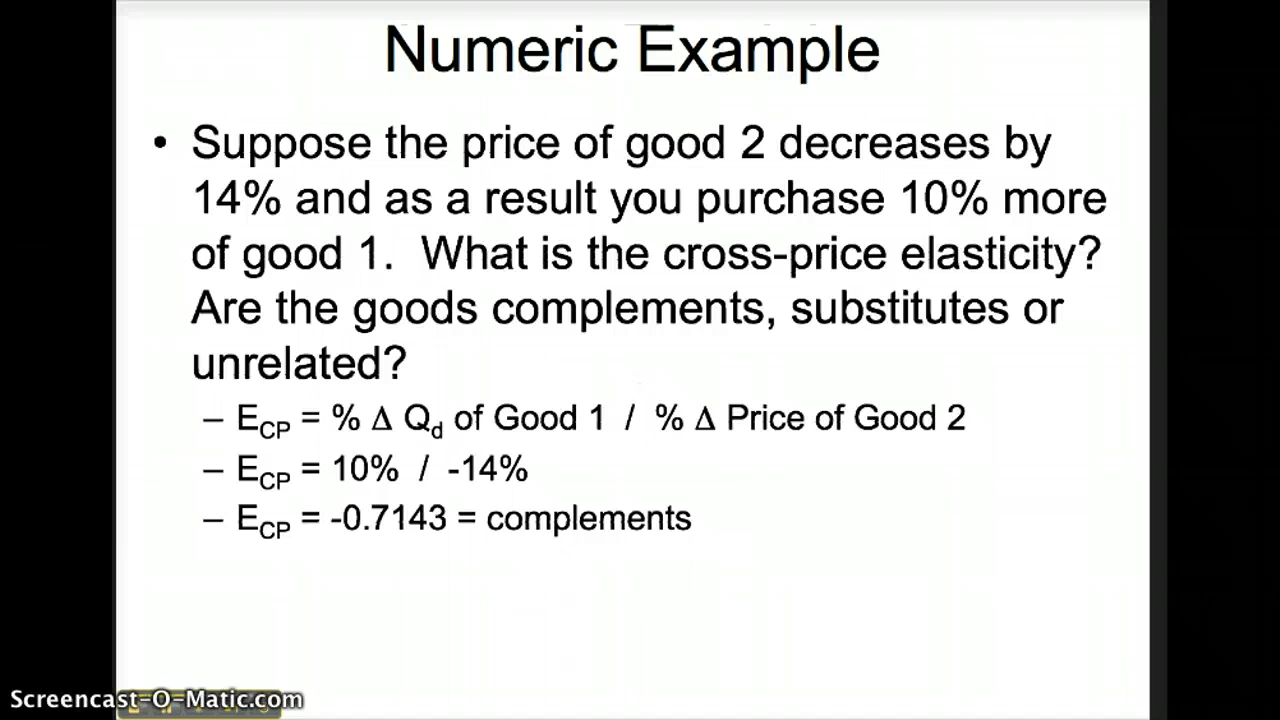 Numeric Example
• Suppose the price of good 2 decreases by
14% and as a result you purchase 10% more
of good 1. What is the cross-price elasticity?
Are the goods complements, substitutes or
unrelated?
– ECP = % Δ Qd of Good 1 / % Δ Price of Good 2
– ECP = 10% / -14%
– ECP = -0.7143 = complements
Screencast-O-Matic.com